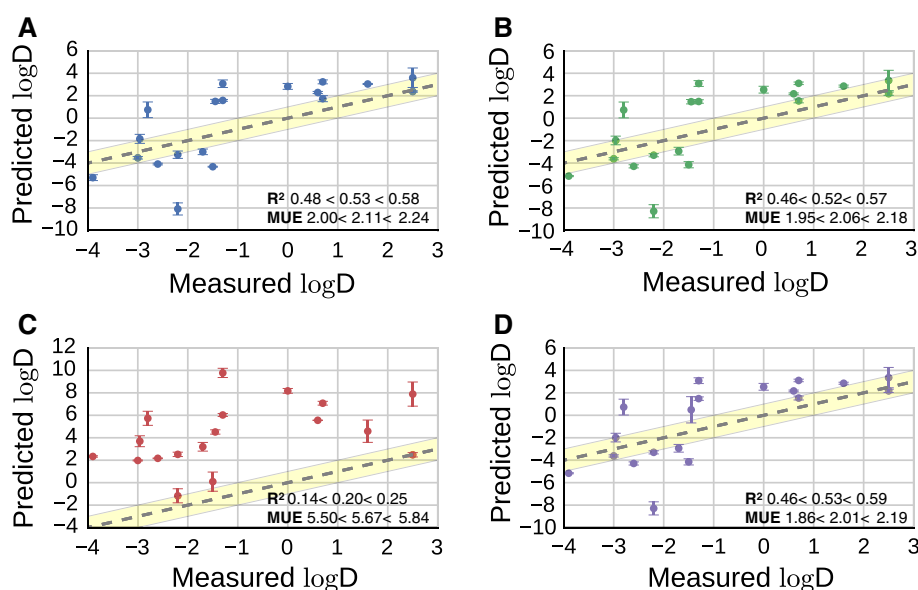 A
Predicted logD
6
4
2
0
−2
−4
−6
−8
−10
R² 0.48 < 0.53 < 0.58
MUE 2.00< 2.11< 2.24
−4 −3 −2 −1 0 1 2 3
Measured logD
B
Predicted logD
6
4
2
0
−2
−4
−6
−8
−10
R² 0.46< 0.52< 0.57
MUE 1.95< 2.06< 2.18
−4 −3 −2 −1 0 1 2 3
Measured logD
C
Predicted logD
12
10
8
6
4
2
0
−2
−4
R² 0.14< 0.20< 0.25
MUE 5.50< 5.67< 5.84
−4 −3 −2 −1 0 1 2 3
Measured logD
D
Predicted logD
6
4
2
0
−2
−4
−6
−8
−10
R² 0.46< 0.53< 0.59
MUE 1.86< 2.01< 2.19
−4 −3 −2 −1 0 1 2 3
Measured logD